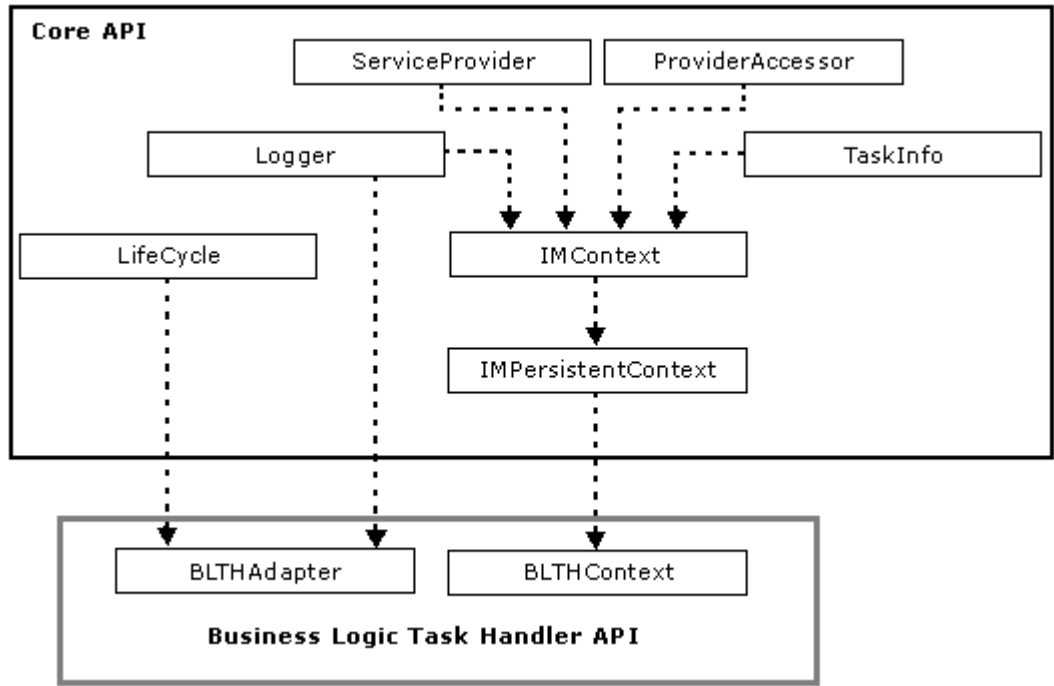 Core API
ServiceProvider
ProviderAccessor
Logger
TaskInfo
LifeCycle
IMContext
IMPersistentContext
BLTHAdapter
BLTHContext
Business Logic Task Handler API